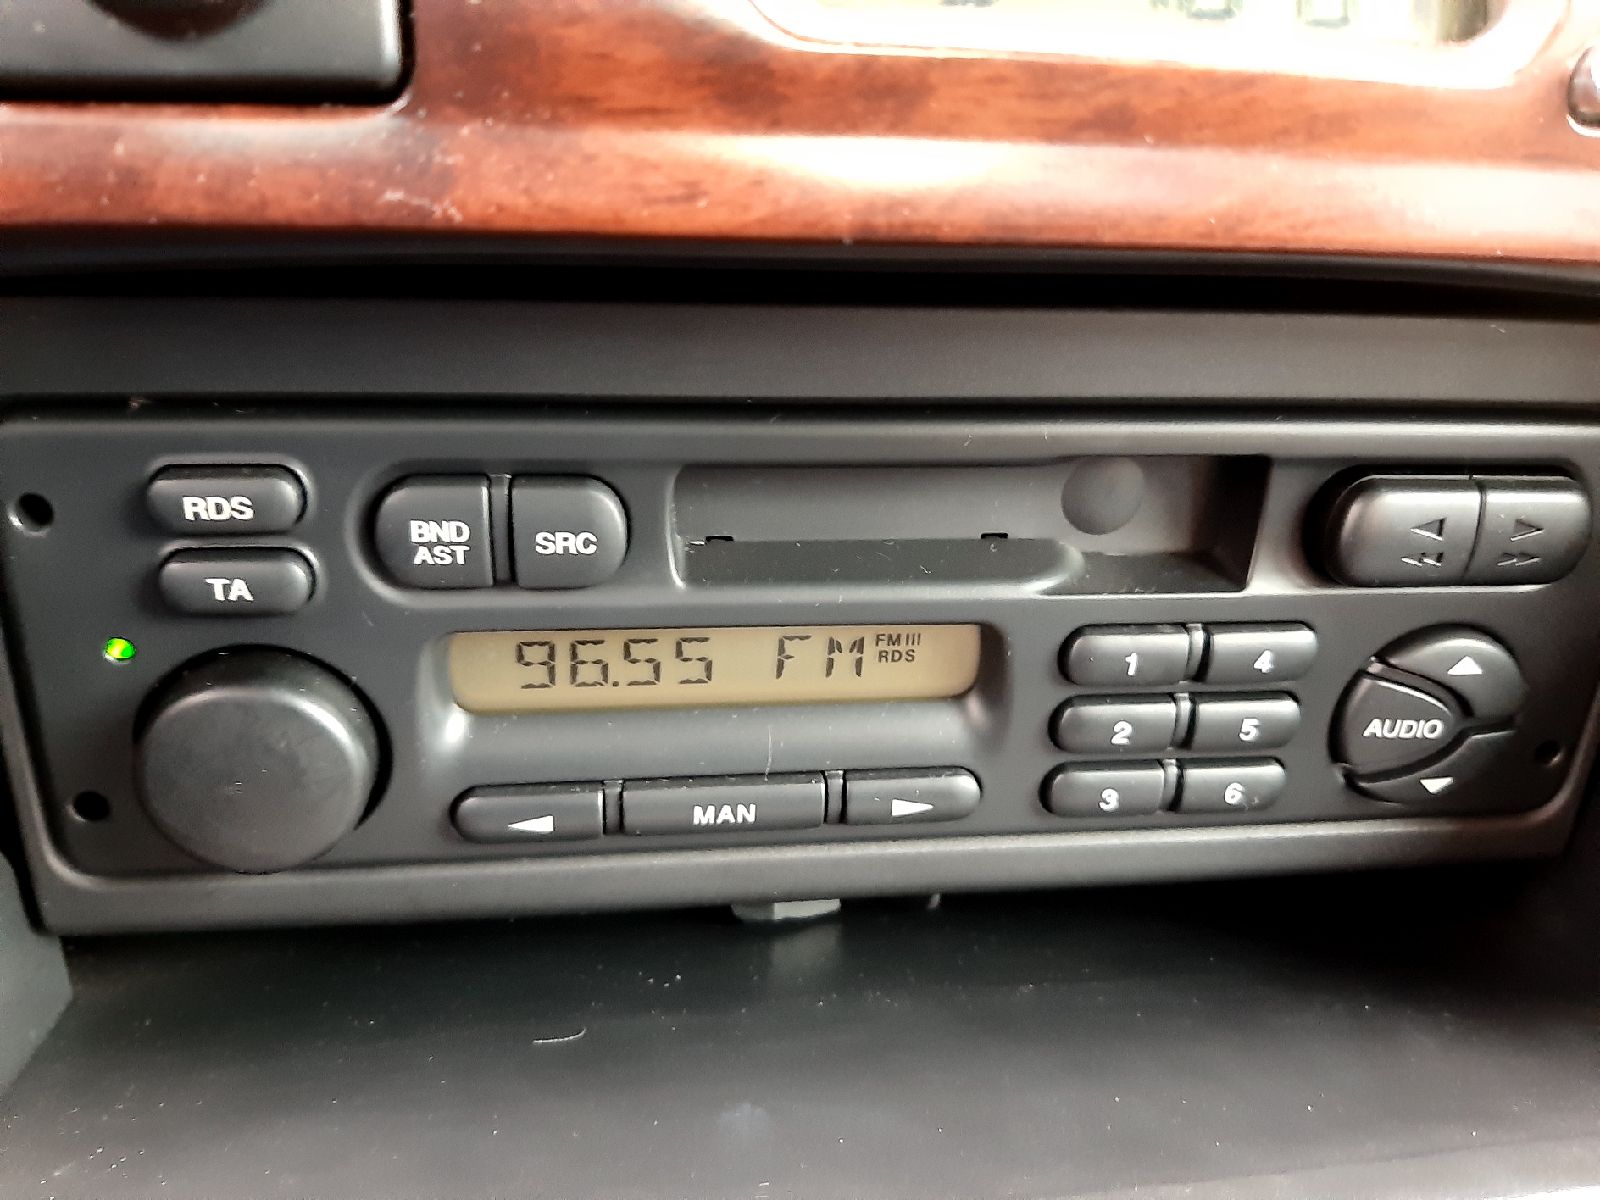 RDS
BND
AST
SRC
TA
96.55 FM
FM III
RDS
1
4
2
5
3
6
AUDIO
MAN